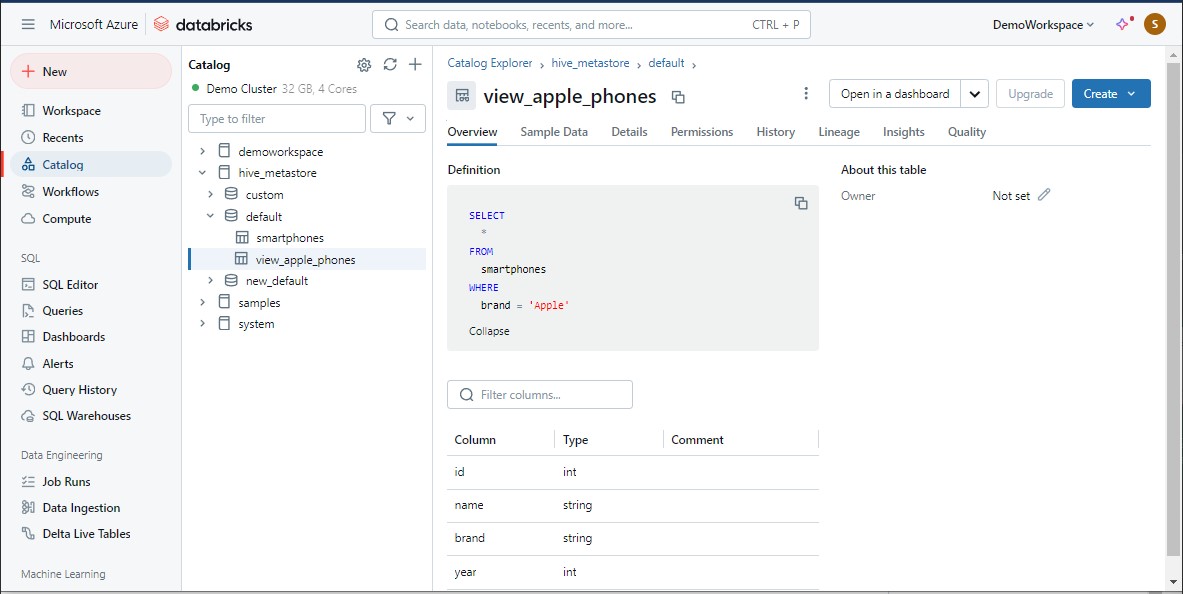 Microsoft Azure
databricks
Search data, notebooks, recents, and more...
CTRL + P
DemoWorkspace
S
New
Workspace
Recents
Catalog
Workflows
Compute
SQL
SQL Editor
Queries
Dashboards
Alerts
Query History
SQL Warehouses
Data Engineering
Job Runs
Data Ingestion
Delta Live Tables
Machine Learning
Catalog
Demo Cluster 32 GB, 4 Cores
Type to filter
demoworkspace
hive_metastore
custom
default
smartphones
view_apple_phones
new_default
samples
system
Catalog Explorer > hive_metastore > default >
view_apple_phones
Open in a dashboard
Upgrade
Create
Overview Sample Data Details Permissions History Lineage Insights Quality
Definition
SELECT
*
FROM
smartphones
WHERE
brand = 'Apple'
Collapse
About this table
Owner Not set
Filter columns...
Column Type Comment
id int
name string
brand string
year int